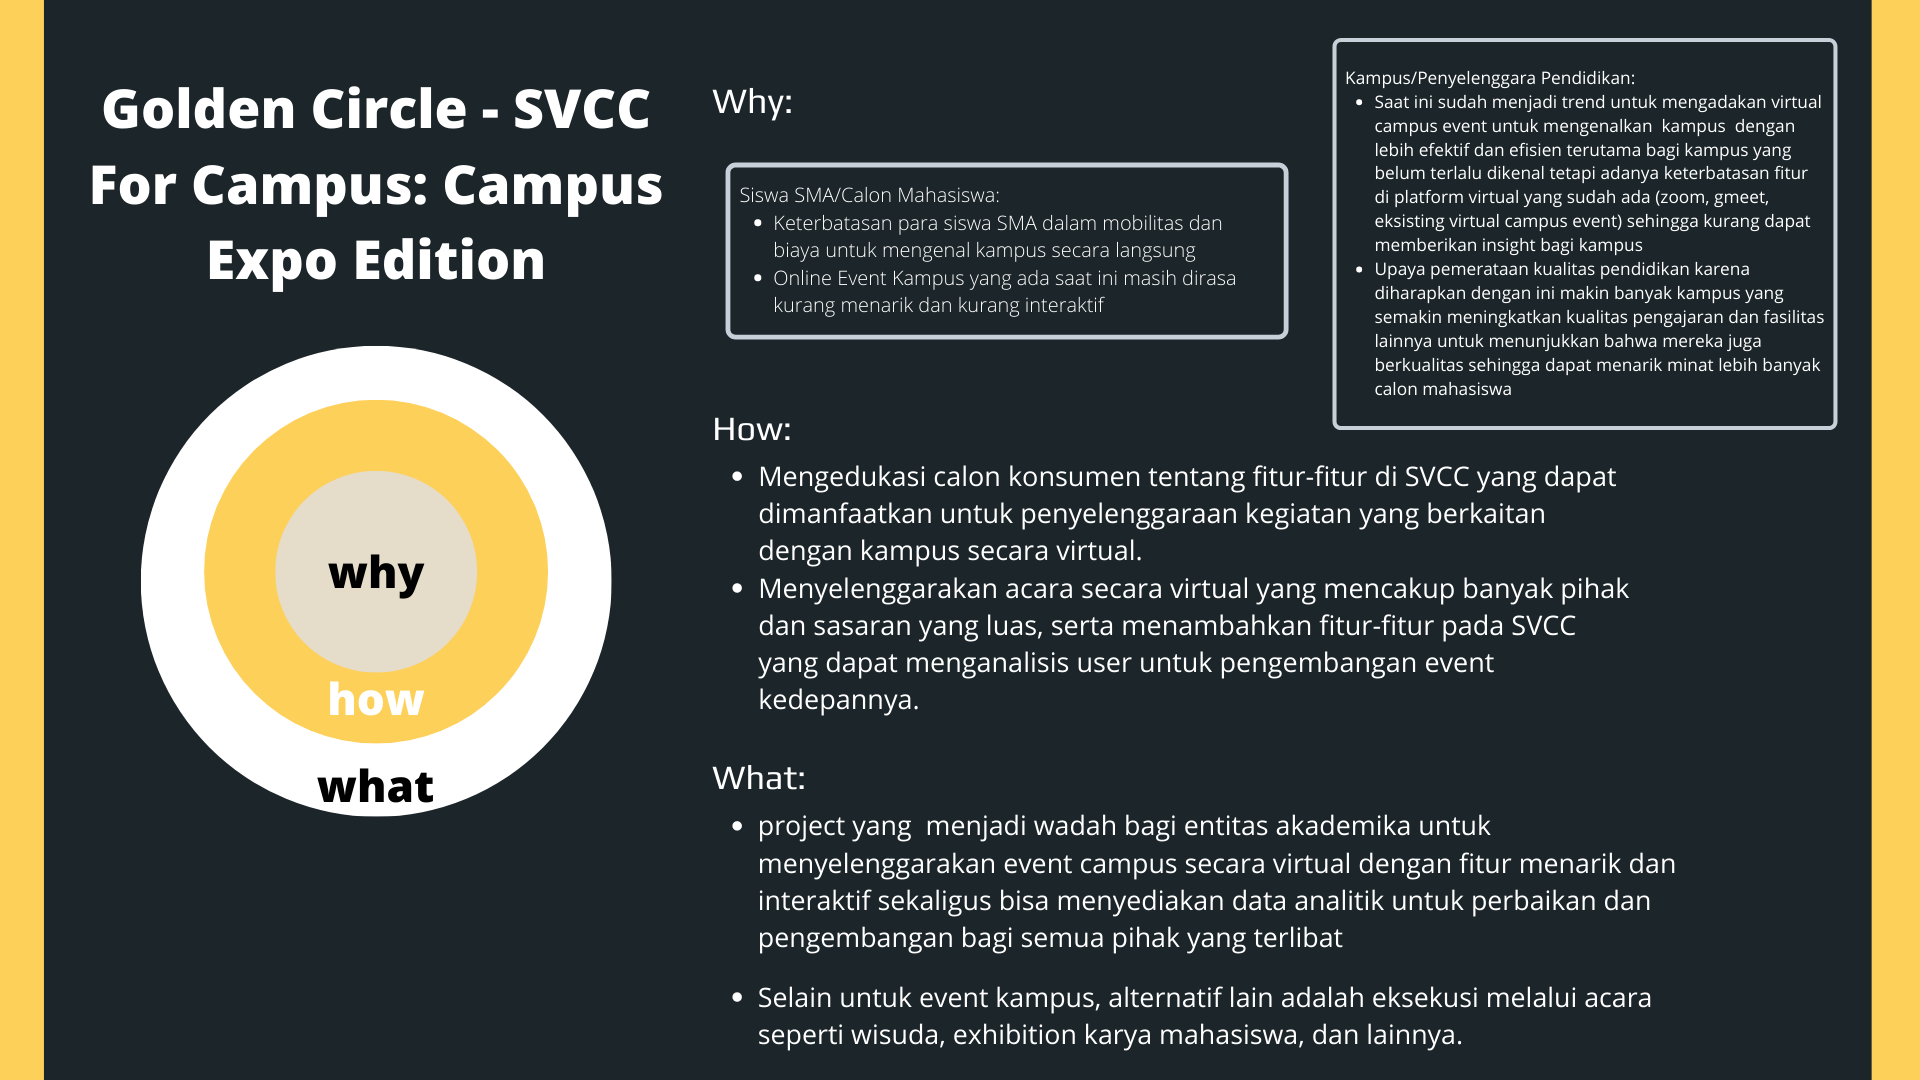 Golden Circle - SVCC
For Campus: Campus
Expo Edition
why
how
what
Why:
Siswa SMA/Calon Mahasiswa:
• Keterbatasan para siswa SMA dalam mobilitas dan
biaya untuk mengenal kampus secara langsung
• Online Event Kampus yang ada saat ini masih dirasa
kurang menarik dan kurang interaktif
Kampus/Penyelenggara Pendidikan:
• Saat ini sudah menjadi trend untuk mengadakan virtual
campus event untuk mengenalkan kampus dengan
lebih efektif dan efisien terutama bagi kampus yang
belum terlalu dikenal tetapi adanya keterbatasan fitur
di platform virtual yang sudah ada (zoom, gmeet,
eksisting virtual campus event) sehingga kurang dapat
memberikan insight bagi kampus
• Upaya pemerataan kualitas pendidikan karena
diharapkan dengan ini makin banyak kampus yang
semakin meningkatkan kualitas pengajaran dan fasilitas
lainnya untuk menunjukkan bahwa mereka juga
berkualitas sehingga dapat menarik minat lebih banyak
calon mahasiswa
How:
• Mengedukasi calon konsumen tentang fitur-fitur di SVCC yang dapat
dimanfaatkan untuk penyelenggaraan kegiatan yang berkaitan
dengan kampus secara virtual.
• Menyelenggarakan acara secara virtual yang mencakup banyak pihak
dan sasaran yang luas, serta menambahkan fitur-fitur pada SVCC
yang dapat menganalisis user untuk pengembangan event
kedepannya.
What:
• project yang menjadi wadah bagi entitas akademika untuk
menyelenggarakan event campus secara virtual dengan fitur menarik dan
interaktif sekaligus bisa menyediakan data analitik untuk perbaikan dan
pengembangan bagi semua pihak yang terlibat
• Selain untuk event kampus, alternatif lain adalah eksekusi melalui acara
seperti wisuda, exhibition karya mahasiswa, dan lainnya.